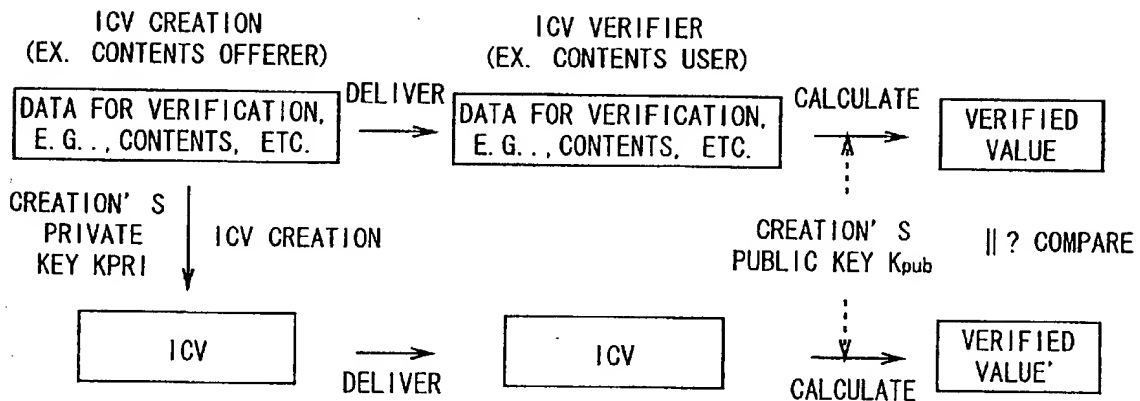 ICV CREATION
(EX. CONTENTS OFFERER)
ICV VERIFIER
(EX. CONTENTS USER)
DATA FOR VERIFICATION,
E.G..,CONTENTS, ETC.
DELIVER
DATA FOR VERIFICATION,
E.G..,CONTENTS, ETC.
CALCULATE
VERIFIED
VALUE
CREATION'S
PRIVATE
KEY KPRI
ICV CREATION
CREATION'S
PUBLIC KEY Kpub
||? COMPARE
ICV
DELIVER
ICV
CALCULATE
VERIFIED
VALUE'